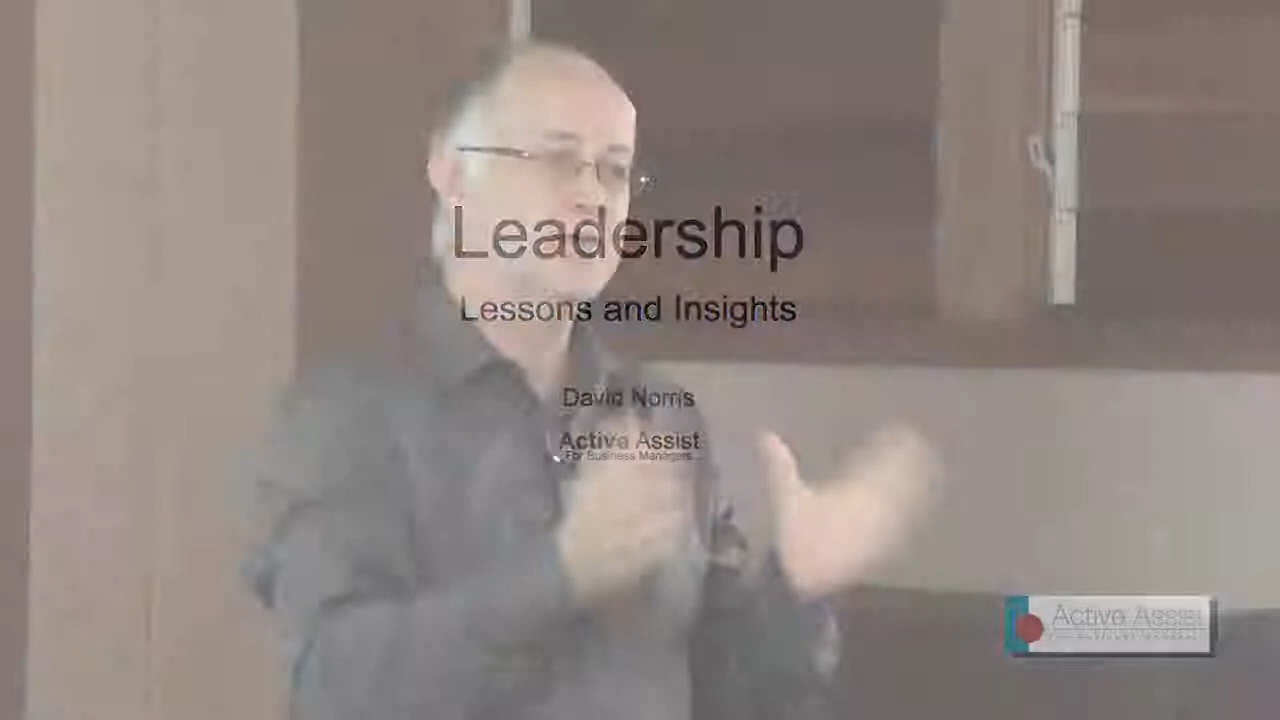 Leadership
Lessons and Insights
David Norris
Active Assist
For Business Managers
Active Assist